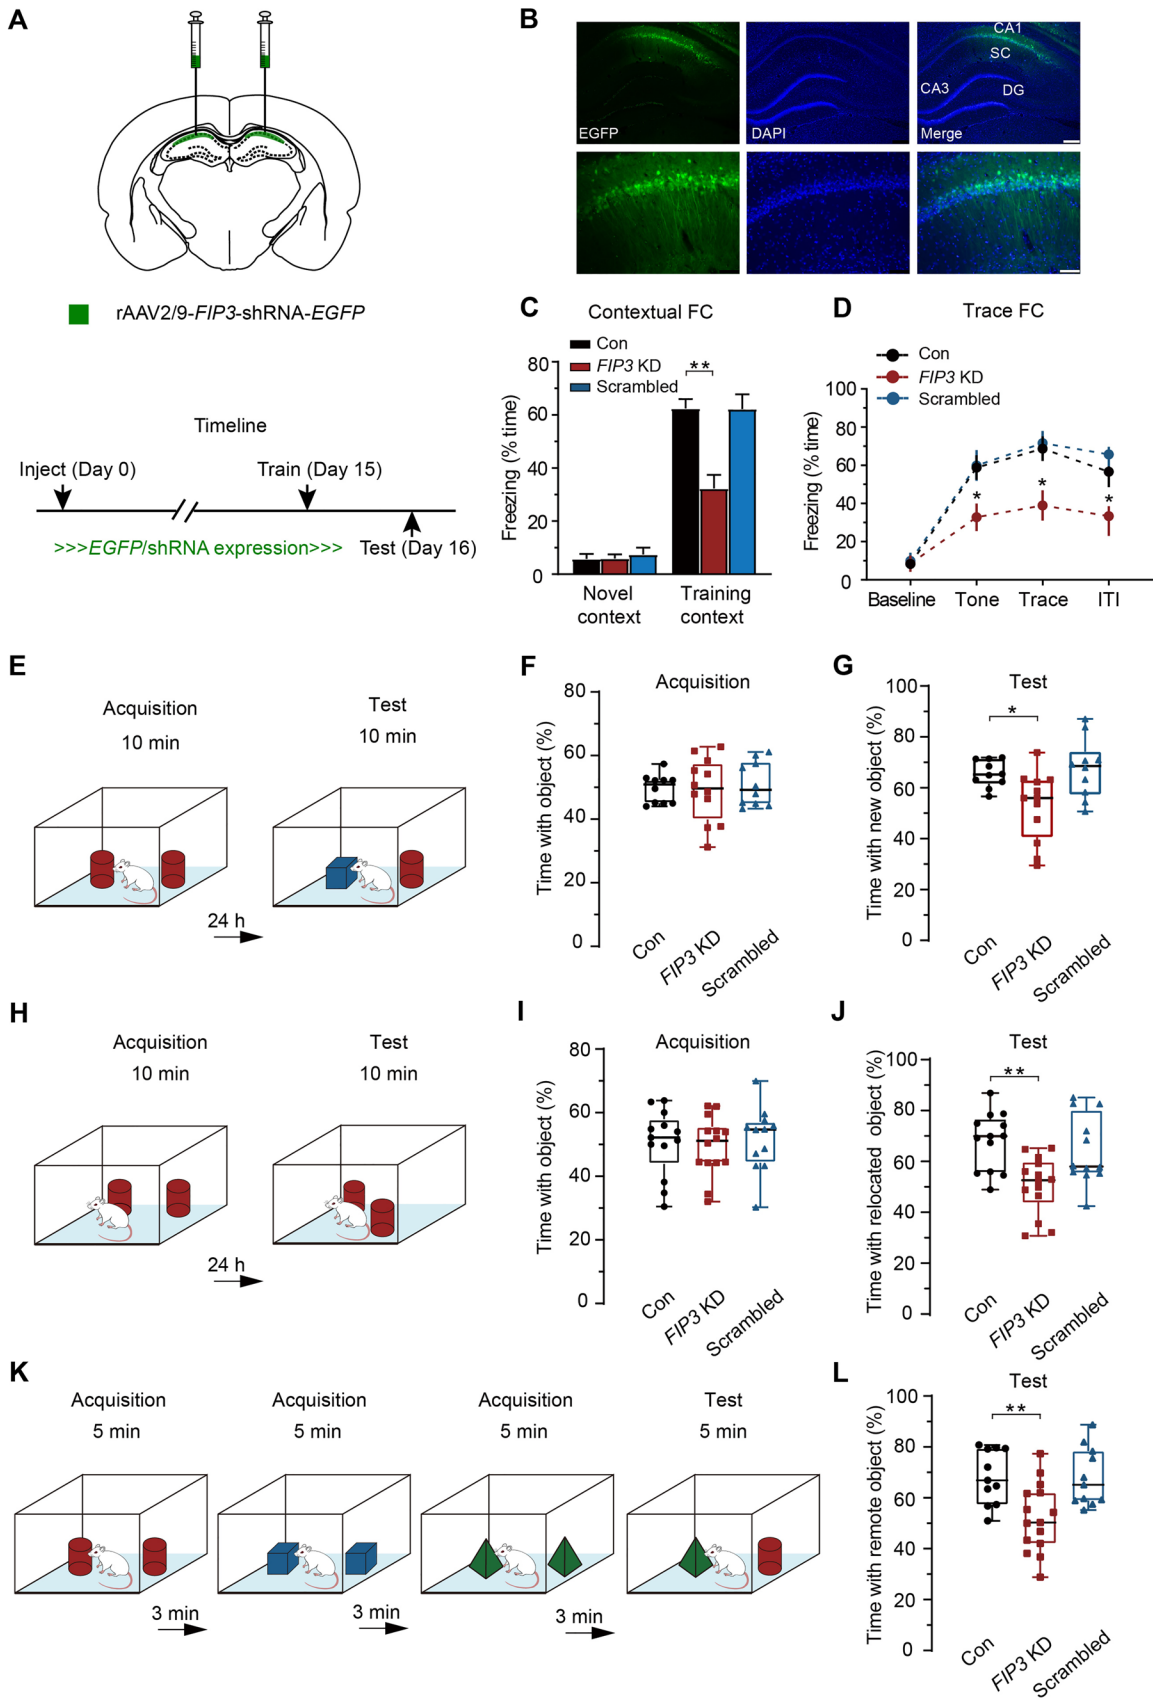 A
rAAV2/9-FIP3-shRNA-EGFP
Timeline
Inject (Day 0)
Train (Day 15)
>>>EGFP/shRNA expression>>>
Test (Day 16)
B
EGFP
DAPI
CA1
SC
CA3
DG
Merge
C
Contextual FC
Con
FIP3 KD
Scrambled
**
Freezing (% time)
80
60
40
20
0
Novel
context
Training
context
D
Trace FC
Con
FIP3 KD
Scrambled
Freezing (% time)
100
80
60
40
20
0
*
*
*
Baseline
Tone
Trace
ITI
E
Acquisition
10 min
Test
10 min
24 h
F
Acquisition
Time with object (%)
80
60
40
20
0
Con
FIP3 KD
Scrambled
G
Test
Time with new object (%)
100
80
60
40
20
0
*
Con
FIP3 KD
Scrambled
H
Acquisition
10 min
Test
10 min
24 h
I
Acquisition
Time with object (%)
80
60
40
20
0
Con
FIP3 KD
Scrambled
J
Test
Time with relocated object (%)
100
80
60
40
20
0
**
Con
FIP3 KD
Scrambled
K
Acquisition
5 min
Acquisition
5 min
Acquisition
5 min
Test
5 min
3 min
3 min
3 min
L
Test
Time with remote object (%)
100
80
60
40
20
0
**
Con
FIP3 KD
Scrambled